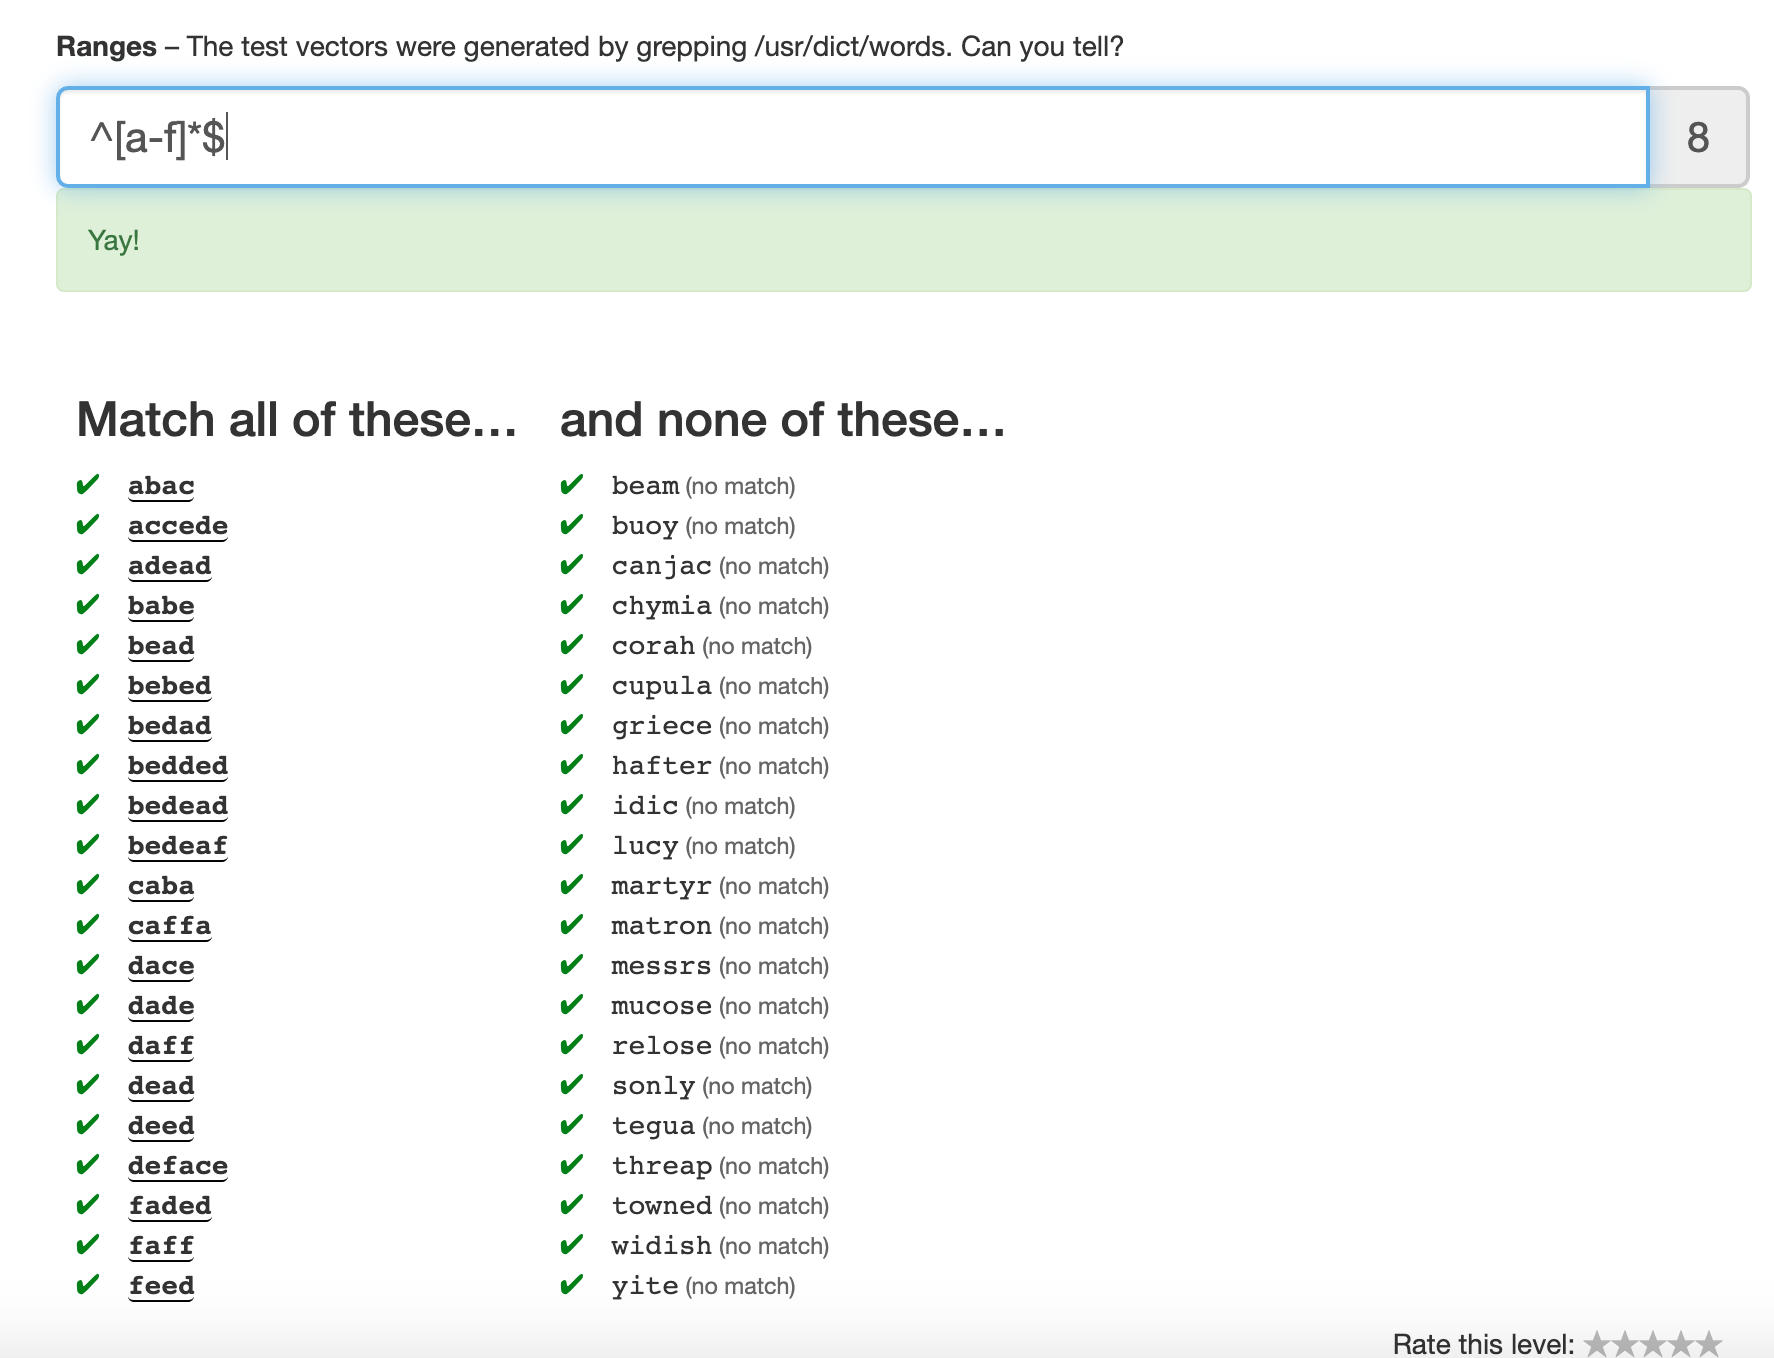 Ranges – The test vectors were generated by grepping /usr/dict/words. Can you tell?
^[a-f]*$
8
Yay!
Match all of these... and none of these...
✔ abac ✔ beam (no match)
✔ accede ✔ buoy (no match)
✔ adead ✔ canjac (no match)
✔ babe ✔ chymia (no match)
✔ bead ✔ corah (no match)
✔ bebed ✔ cupula (no match)
✔ bedad ✔ griece (no match)
✔ bedded ✔ hafter (no match)
✔ bedead ✔ idic (no match)
✔ bedeaf ✔ lucy (no match)
✔ caba ✔ martyr (no match)
✔ caffa ✔ matron (no match)
✔ dace ✔ messrs (no match)
✔ dade ✔ mucose (no match)
✔ daff ✔ relose (no match)
✔ dead ✔ sonly (no match)
✔ deed ✔ tegua (no match)
✔ deface ✔ threap (no match)
✔ faded ✔ towned (no match)
✔ faff ✔ widish (no match)
✔ feed ✔ yite (no match)
Rate this level: ★★★★★